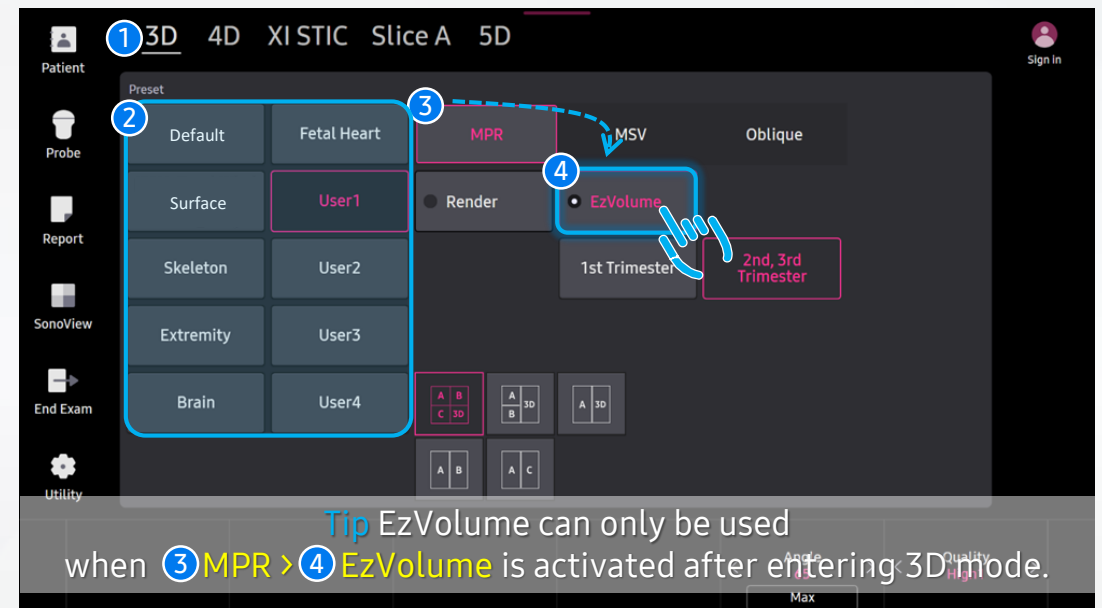 1 3D 4D XI STIC Slice A 5D
Sign in
Patient
Probe
Report
SonoView
End Exam
Utility
Preset
2
Default Fetal Heart
Surface User1
Skeleton User2
Extremity User3
Brain User4
3 MPR MSV Oblique
4
Render EzVolume
1st Trimester 2nd, 3rd
Trimester
A B
C 3D
A
B 3D
A 3D
A B
A C
Tip EzVolume can only be used
when 3 MPR > 4 EzVolume is activated after entering 3D mode.
Angle
Quality
<
Max